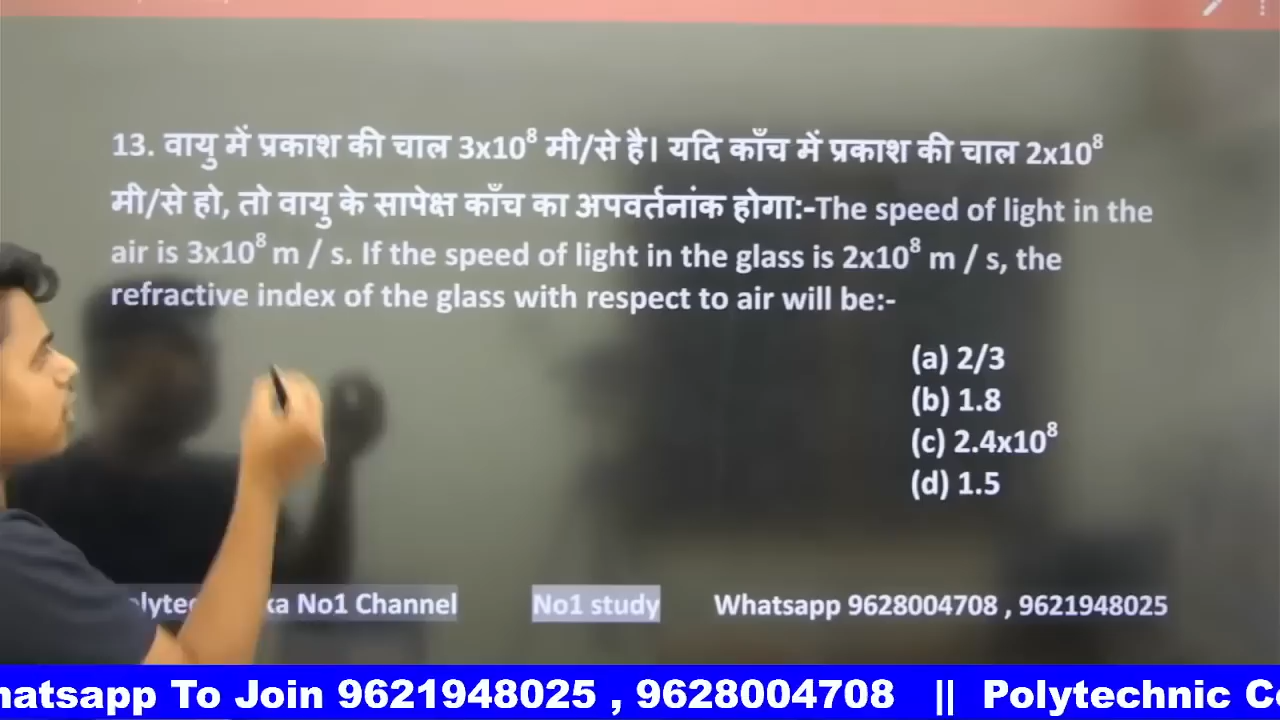 13. वायु में प्रकाश की चाल 3x10⁸ मी/से है। यदि काँच में प्रकाश की चाल 2x10⁸
मी/से हो, तो वायु के सापेक्ष काँच का अपवर्तनांक होगा:-The speed of light in the
air is 3x10⁸ m / s. If the speed of light in the glass is 2x10⁸ m / s, the
refractive index of the glass with respect to air will be:-
(a) 2/3
(b) 1.8
(c) 2.4x10⁸
(d) 1.5
ka No1 Channel No1 study Whatsapp 9628004708 , 9621948025
hatsapp To Join 9621948025 , 9628004708 || Polytechnic C